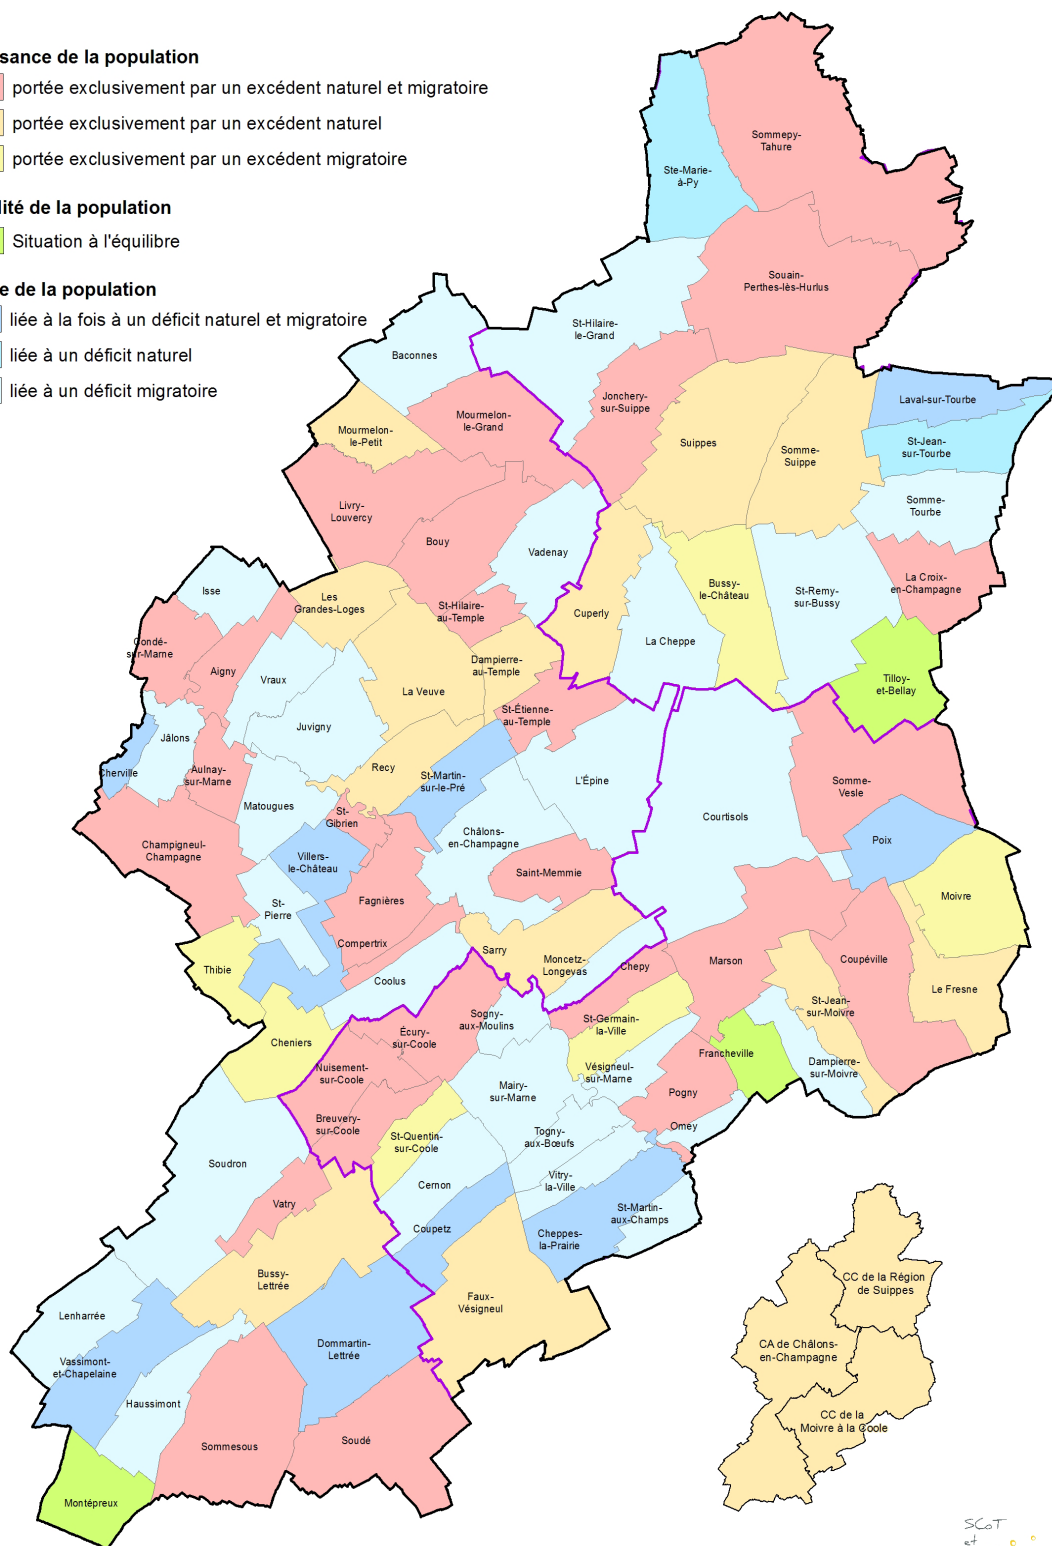 sance de la population
portée exclusivement par un excédent naturel et migratoire
portée exclusivement par un excédent naturel
portée exclusivement par un excédent migratoire
lité de la population
Situation à l'équilibre
e de la population
liée à la fois à un déficit naturel et migratoire
liée à un déficit naturel
liée à un déficit migratoire
Sommepy-
Tahure
Ste-Marie-
à-Py
Souain-
Perthes-lès-Hurlus
St-Hilaire-
le-Grand
Baconnes
Jonchery-
sur-Suippe
Laval-sur-Tourbe
Mourmelon-
le-Grand
Mourmelon-
le-Petit
Suippes
Somme-
Suippe
St-Jean-
sur-Tourbe
Somme-
Tourbe
Livry-
Louvercy
Bouy
Vadenay
La Croix-
en-Champagne
Isse
Les
Grandes-Loges
St-Hilaire-
au-Temple
Cuperly
Bussy-
le-Château
St-Remy-
sur-Bussy
La Cheppe
Condé-
sur-Marne
Aigny
Vraux
La Veuve
Dampierre-
au-Temple
Tilloy-
et-Bellay
St-Étienne-
au-Temple
Juvigny
Jâlons
Cherville
Aulnay-
sur-Marne
Recy
St-Martin-
sur-le-Pré
L'Épine
Somme-
Vesle
Matougues
St-
Gibrien
Courtisols
Châlons-
en-Champagne
Poix
Champigneul-
Champagne
Villers-
le-Château
Saint-Memmie
Moivre
St-
Pierre
Fagnières
Compertrix
Sarry
Moncetz-
Longevas
Chepy
Marson
Coupéville
Thibie
Coolus
Le Fresne
St-Jean-
sur-Moivre
Sogny-
aux-Moulins
St-Germain-
la-Ville
Écury-
sur-Coole
Cheniers
Francheville
Dampierre-
sur-Moivre
Nuisement-
sur-Coole
Vésigneul-
sur-Marne
Mairy-
sur-Marne
Pogny
Breuvery-
sur-Coole
St-Quentin-
sur-Coole
Togny-
aux-Bœufs
Omey
Soudron
Cernon
Vitry-
la-Ville
Vatry
Coupetz
St-Martin-
aux-Champs
Cheppes-
la-Prairie
Bussy-
Lettrée
Faux-
Vésigneul
Lenharrée
Dommartin-
Lettrée
Vassimont-
et-Chapelaine
Haussimont
Sommesous
Soudé
Montépreux
CC de la Région
de Suippes
CA de Châlons-
en-Champagne
CC de la
Moivre à la Coole
SCoT
et